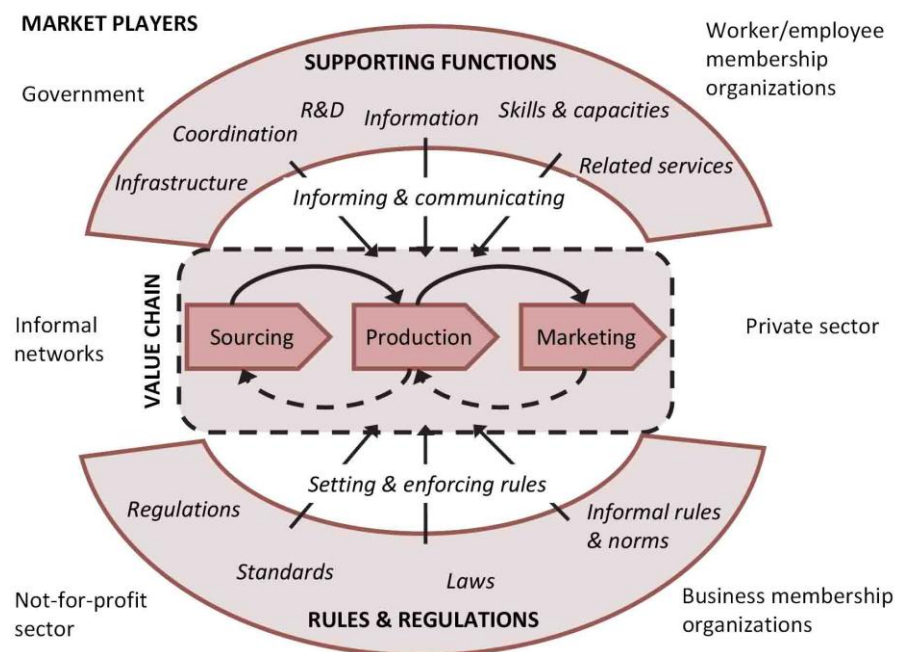 MARKET PLAYERS
Worker/employee
membership
organizations
Government
SUPPORTING FUNCTIONS
R&D
Information
Skills & capacities
Coordination
Infrastructure
Related services
Informing & communicating
VALUE CHAIN
Informal
networks
Sourcing
Production
Marketing
Private sector
Setting & enforcing rules
Regulations
Informal rules
& norms
Standards
Laws
RULES & REGULATIONS
Not-for-profit
sector
Business membership
organizations